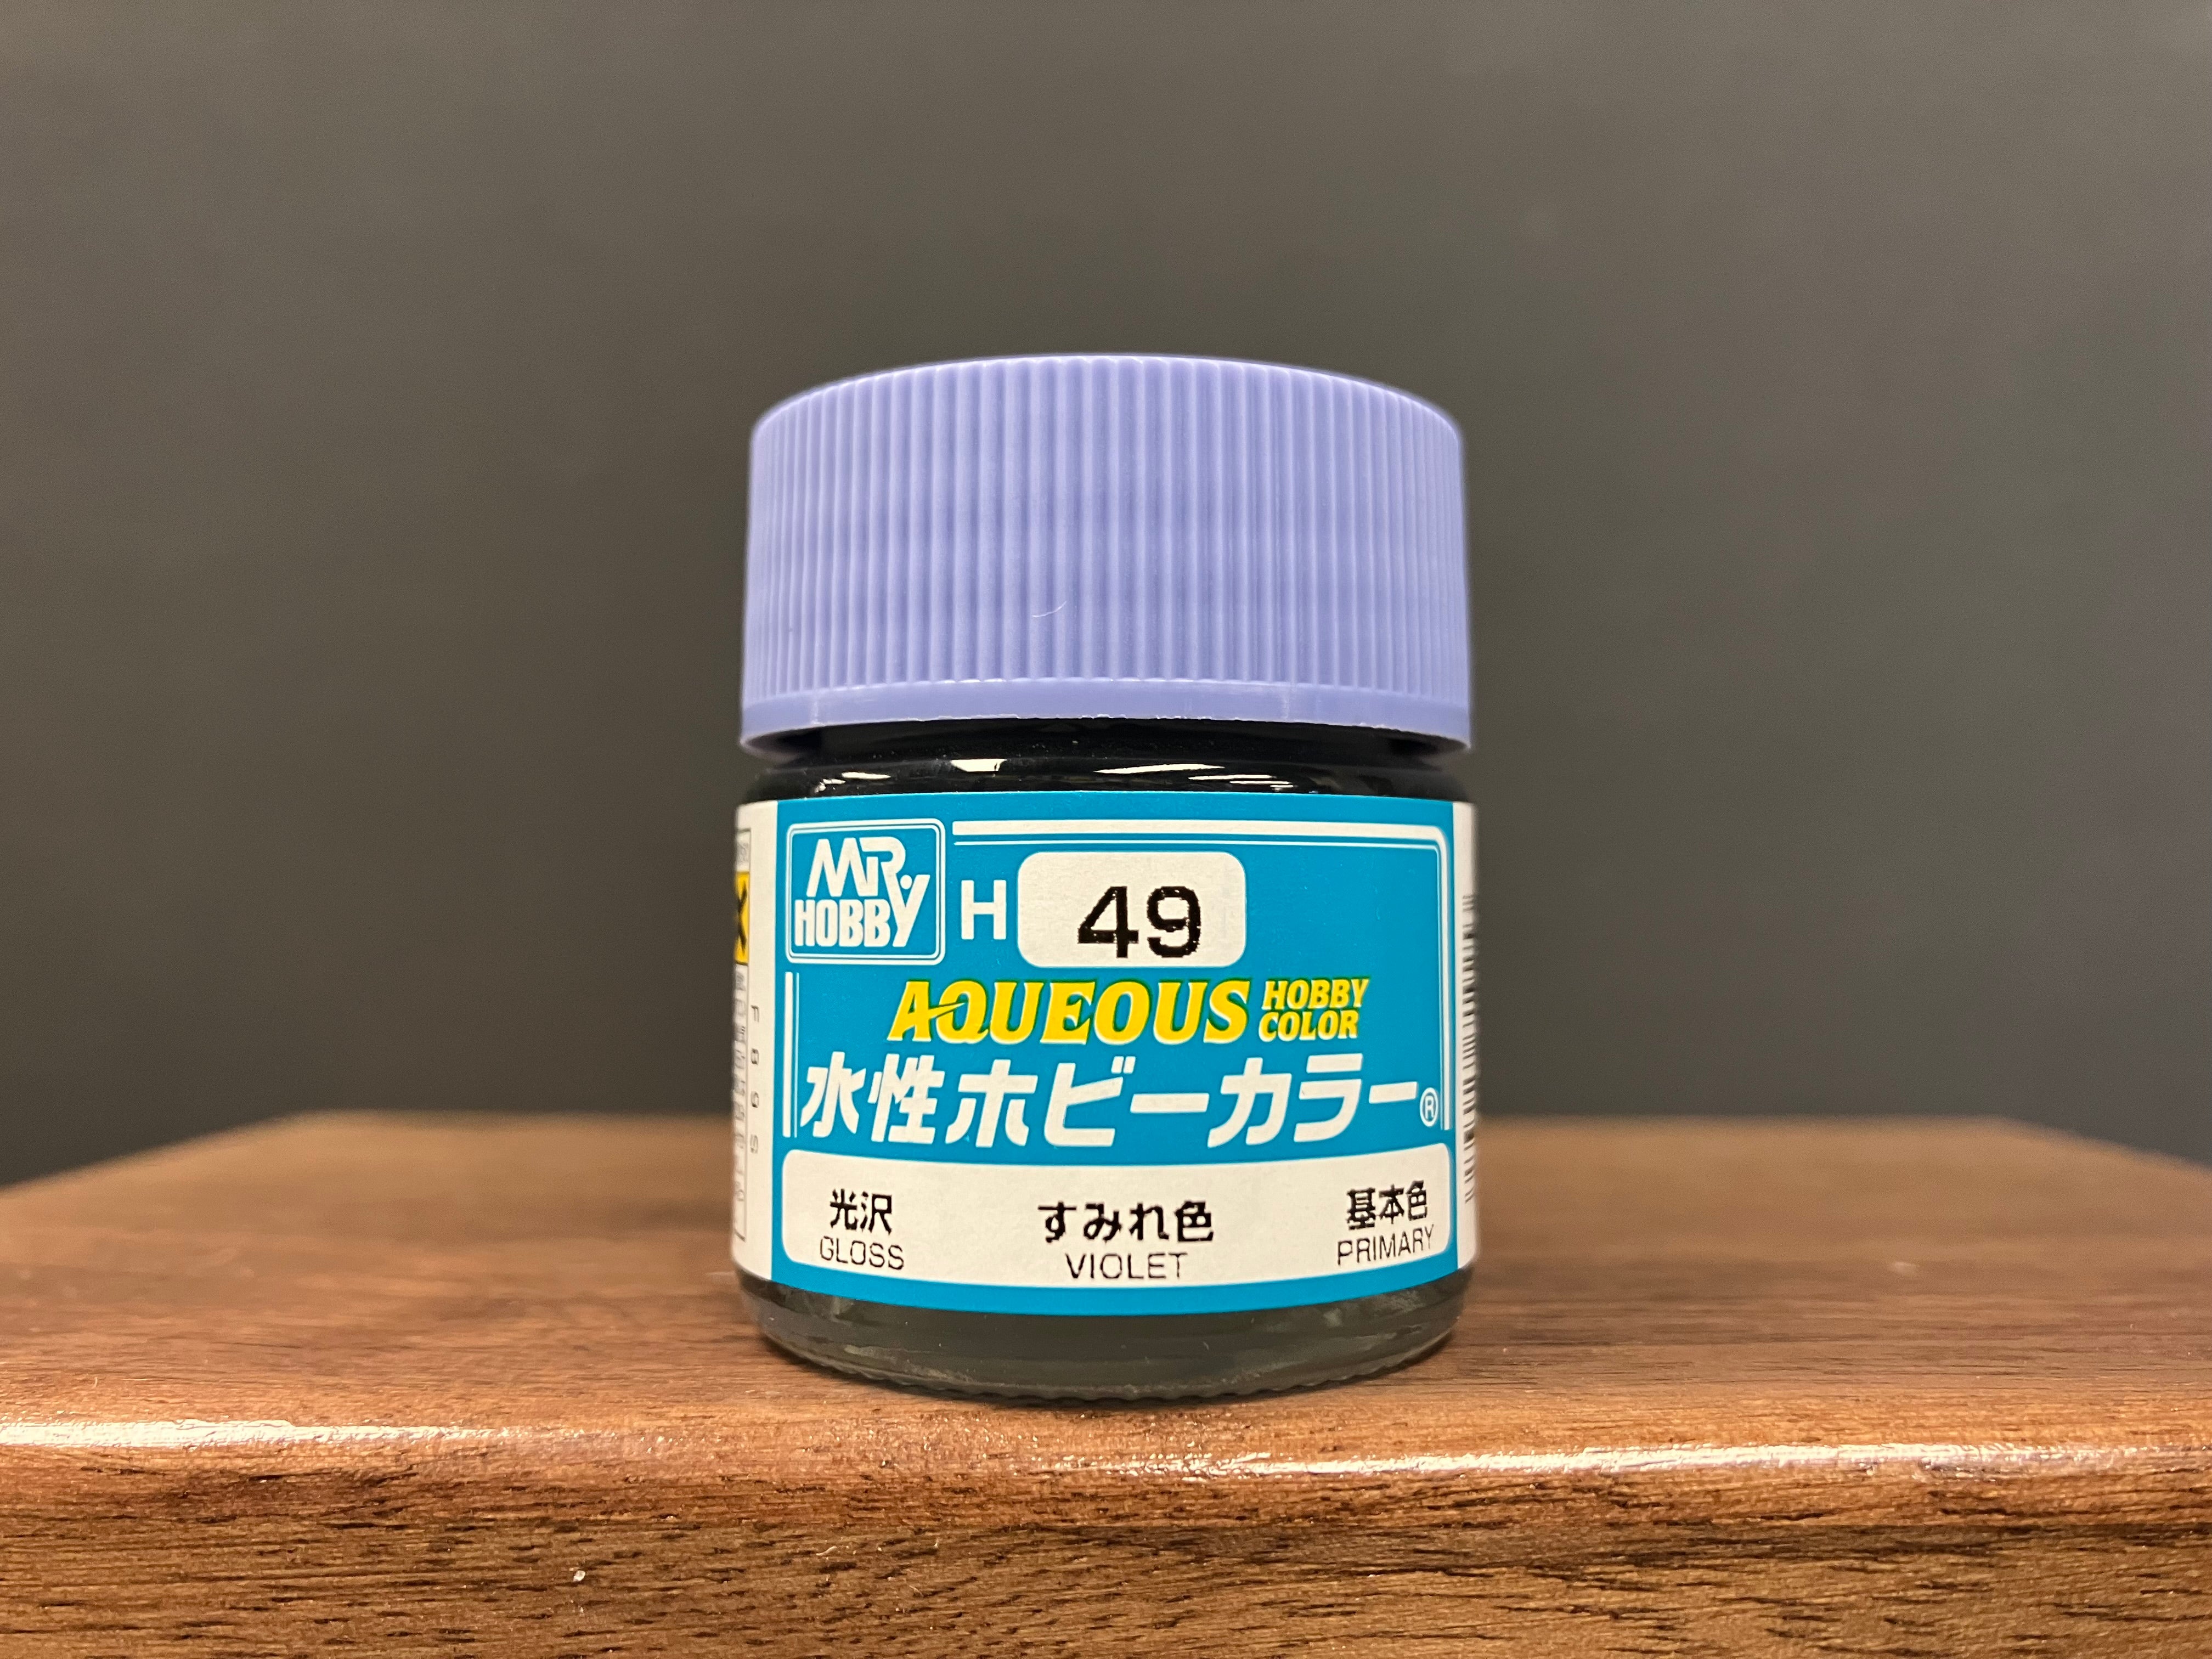 MR.
HOBBY
H 49
AQUEOUS HOBBY
COLOR
水性ホビーカラー®
光沢 すみれ色 基本色
GLOSS VIOLET PRIMARY